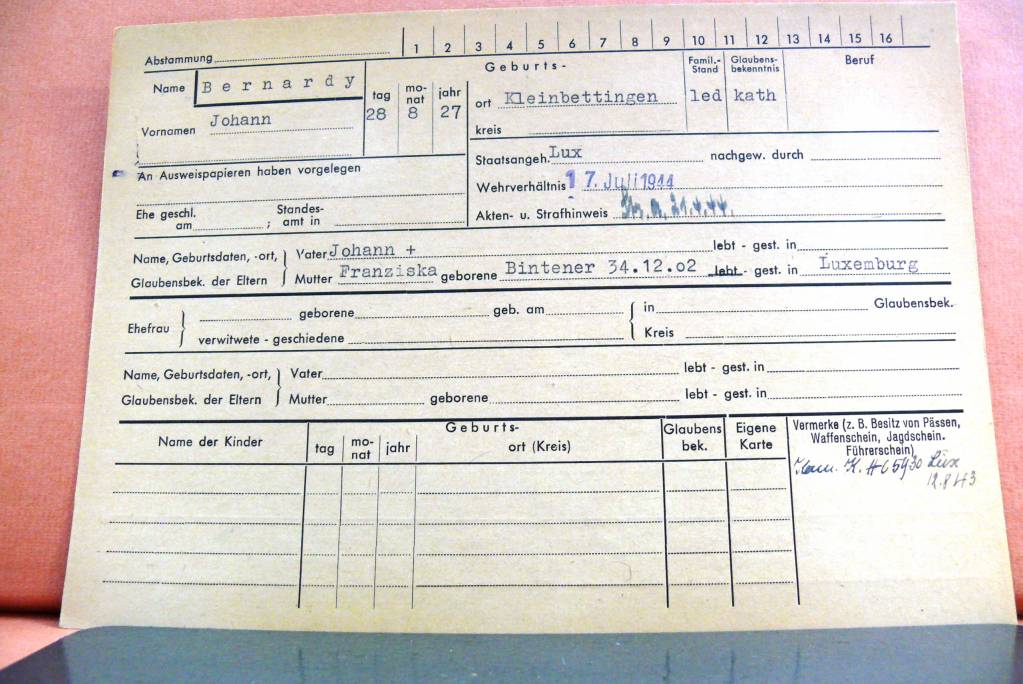 Abstammung 1 2 3 4 5 6 7 8 9 10 11 12 13 14 15 16
Name Bernardy
Vornamen Johann
Geburts-
tag monat jahr
28 8 27
ort Kleinbettingen
kreis
Famil.-Stand
led
Glaubens-bekenntnis
kath
Beruf
An Ausweispapieren haben vorgelegen
Staatsangeh. Lux nachgew. durch
Wehrverhältnis 17. Juli 1944
Akten- u. Strafhinweis
Ehe geschl. am ; Standes-amt in
Name, Geburtsdaten, -ort, Vater Johann + lebt - gest. in
Glaubensbek. der Eltern Mutter Franziska geborene Bintener 34.12.02 lebt - gest. in Luxemburg
Ehefrau geborene geb. am in Glaubensbek.
verwitwete - geschiedene Kreis
Name, Geburtsdaten, -ort, Vater lebt - gest. in
Glaubensbek. der Eltern Mutter geborene lebt - gest. in
Name der Kinder
Geburts-
tag mo-nat jahr ort (Kreis)
Glaubens bek.
Eigene Karte
Vermerke (z. B. Besitz von Pässen,
Waffenschein, Jagdschein.
Führerschein)
K. H 65930 Lux
12.8.43